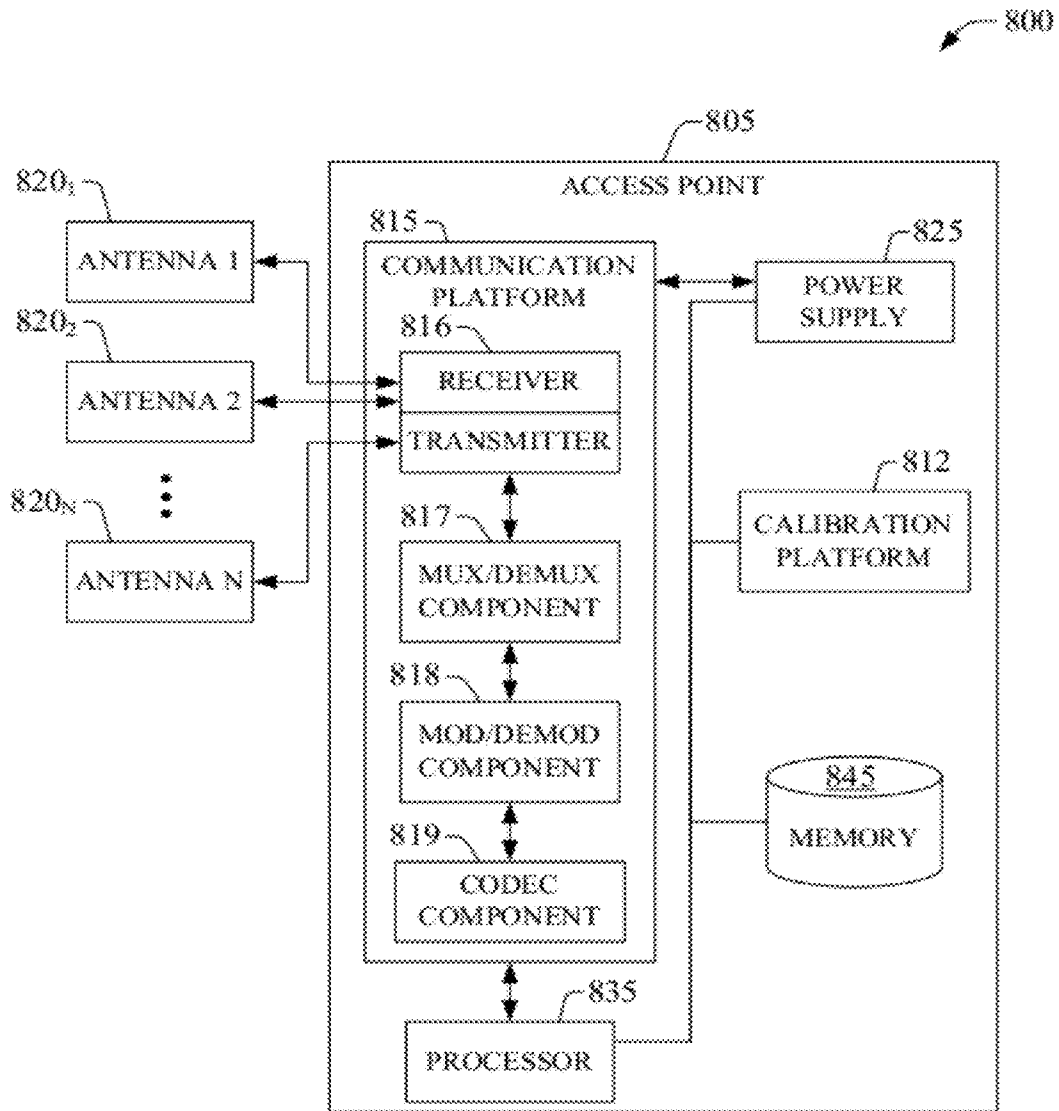 800
805
ACCESS POINT
820₁
ANTENNA 1
820₂
ANTENNA 2
820N
ANTENNA N
815
COMMUNICATION
PLATFORM
816
RECEIVER
TRANSMITTER
817
MUX/DEMUX
COMPONENT
818
MOD/DEMOD
COMPONENT
819
CODEC
COMPONENT
835
PROCESSOR
825
POWER
SUPPLY
812
CALIBRATION
PLATFORM
845
MEMORY